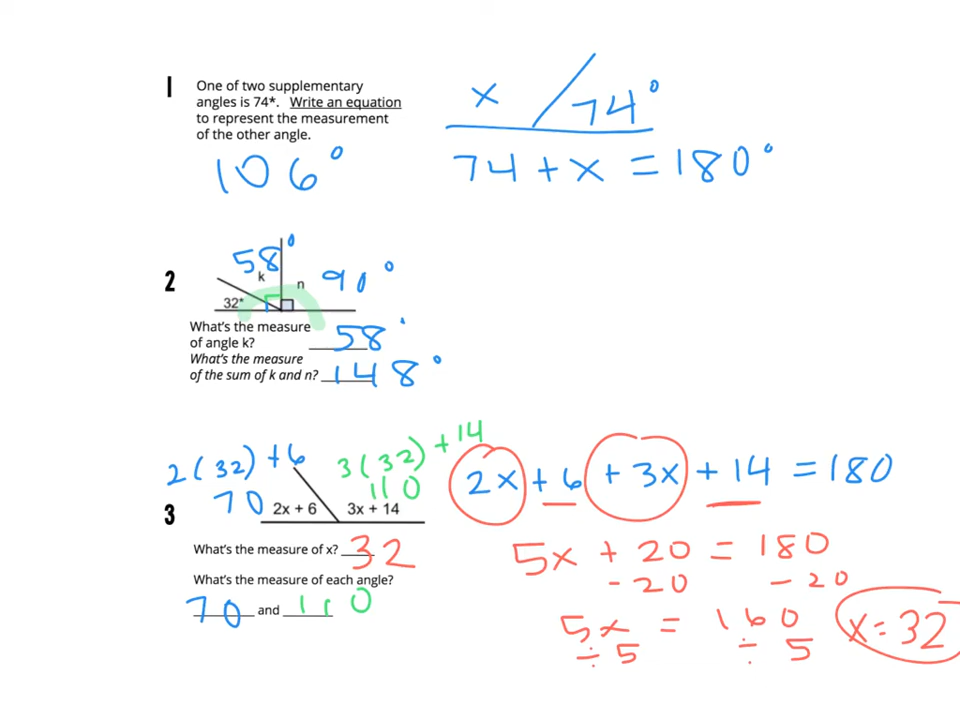 1 One of two supplementary
angles is 74*. Write an equation
to represent the measurement
of the other angle.
106°
x 74°
74 + x = 180°
2
58°
k
n 90°
32°
What's the measure
of angle k? 58°
What's the measure
of the sum of k and n? 148°
2(32) +6
70
3(32) +14
110
3
2x + 6
3x + 14
What's the measure of x? 32
What's the measure of each angle?
70 and 110
2x + 6 + 3x + 14 = 180
5x + 20 = 180
- 20 - 20
5x = 160
÷ 5 ÷ 5
x = 32